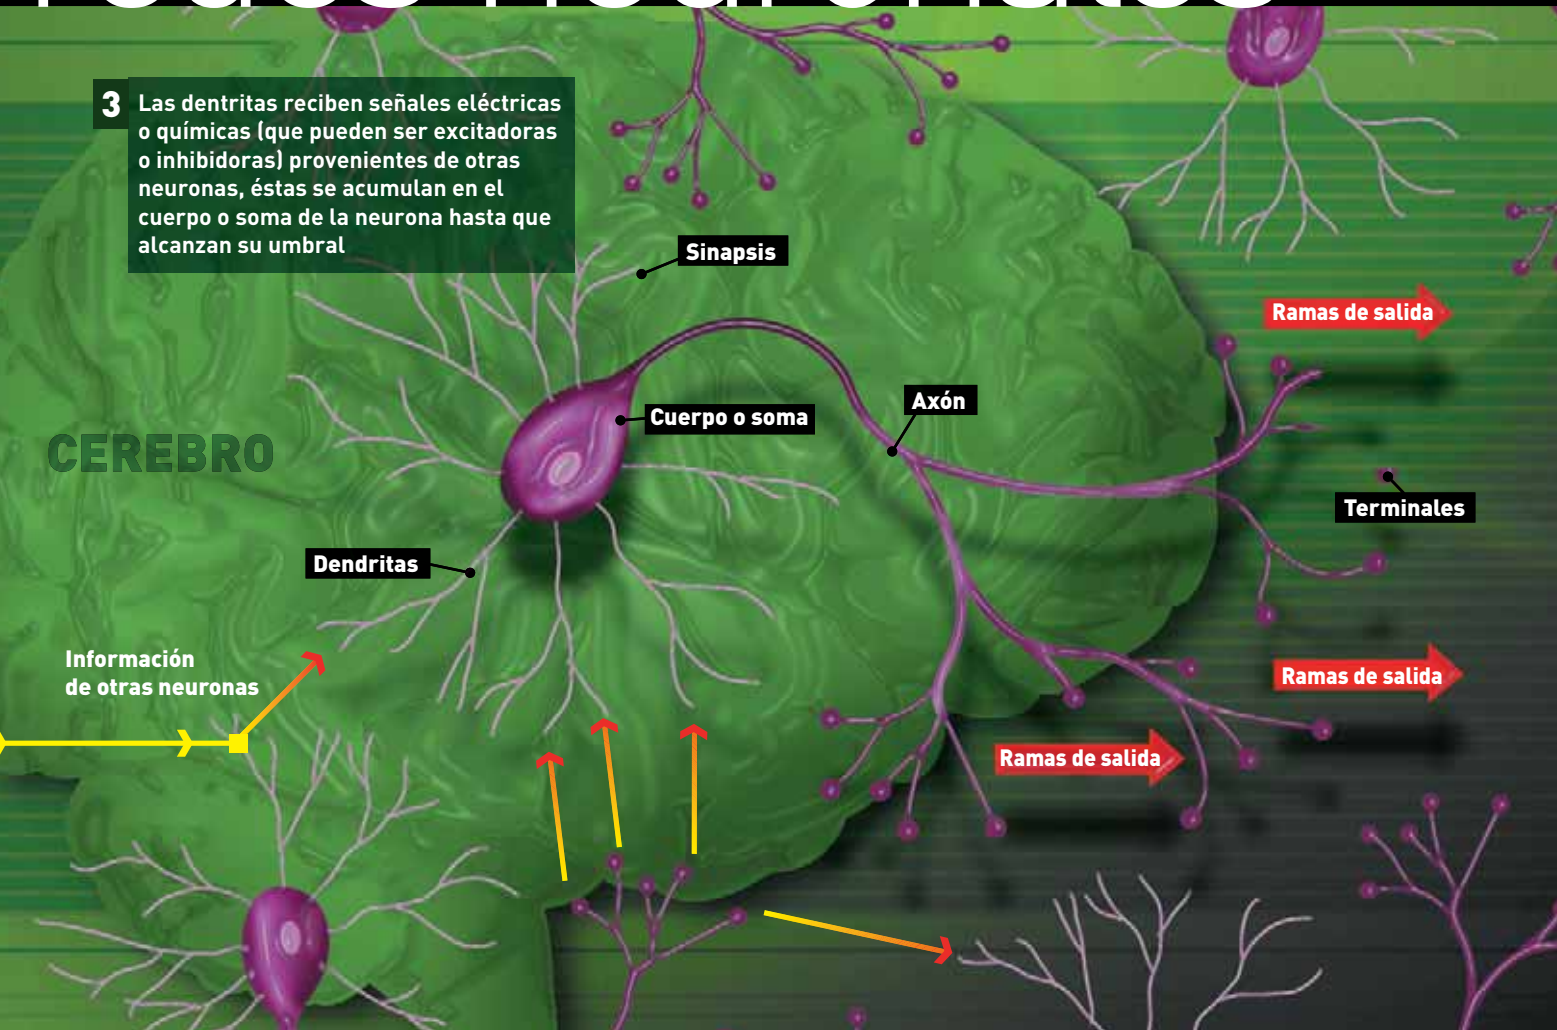 3 Las dentritas reciben señales eléctricas
o químicas (que pueden ser excitadoras
o inhibidoras) provenientes de otras
neuronas, éstas se acumulan en el
cuerpo o soma de la neurona hasta que
alcanzan su umbral
Sinapsis
Ramas de salida
Axón
Cuerpo o soma
CEREBRO
Terminales
Dendritas
Información
de otras neuronas
Ramas de salida
Ramas de salida